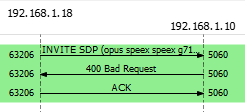 192.168.1.18
192.168.1.10
63206 INVITE SDP (opus speex speex g71... 5060
63206 400 Bad Request 5060
63206 ACK 5060